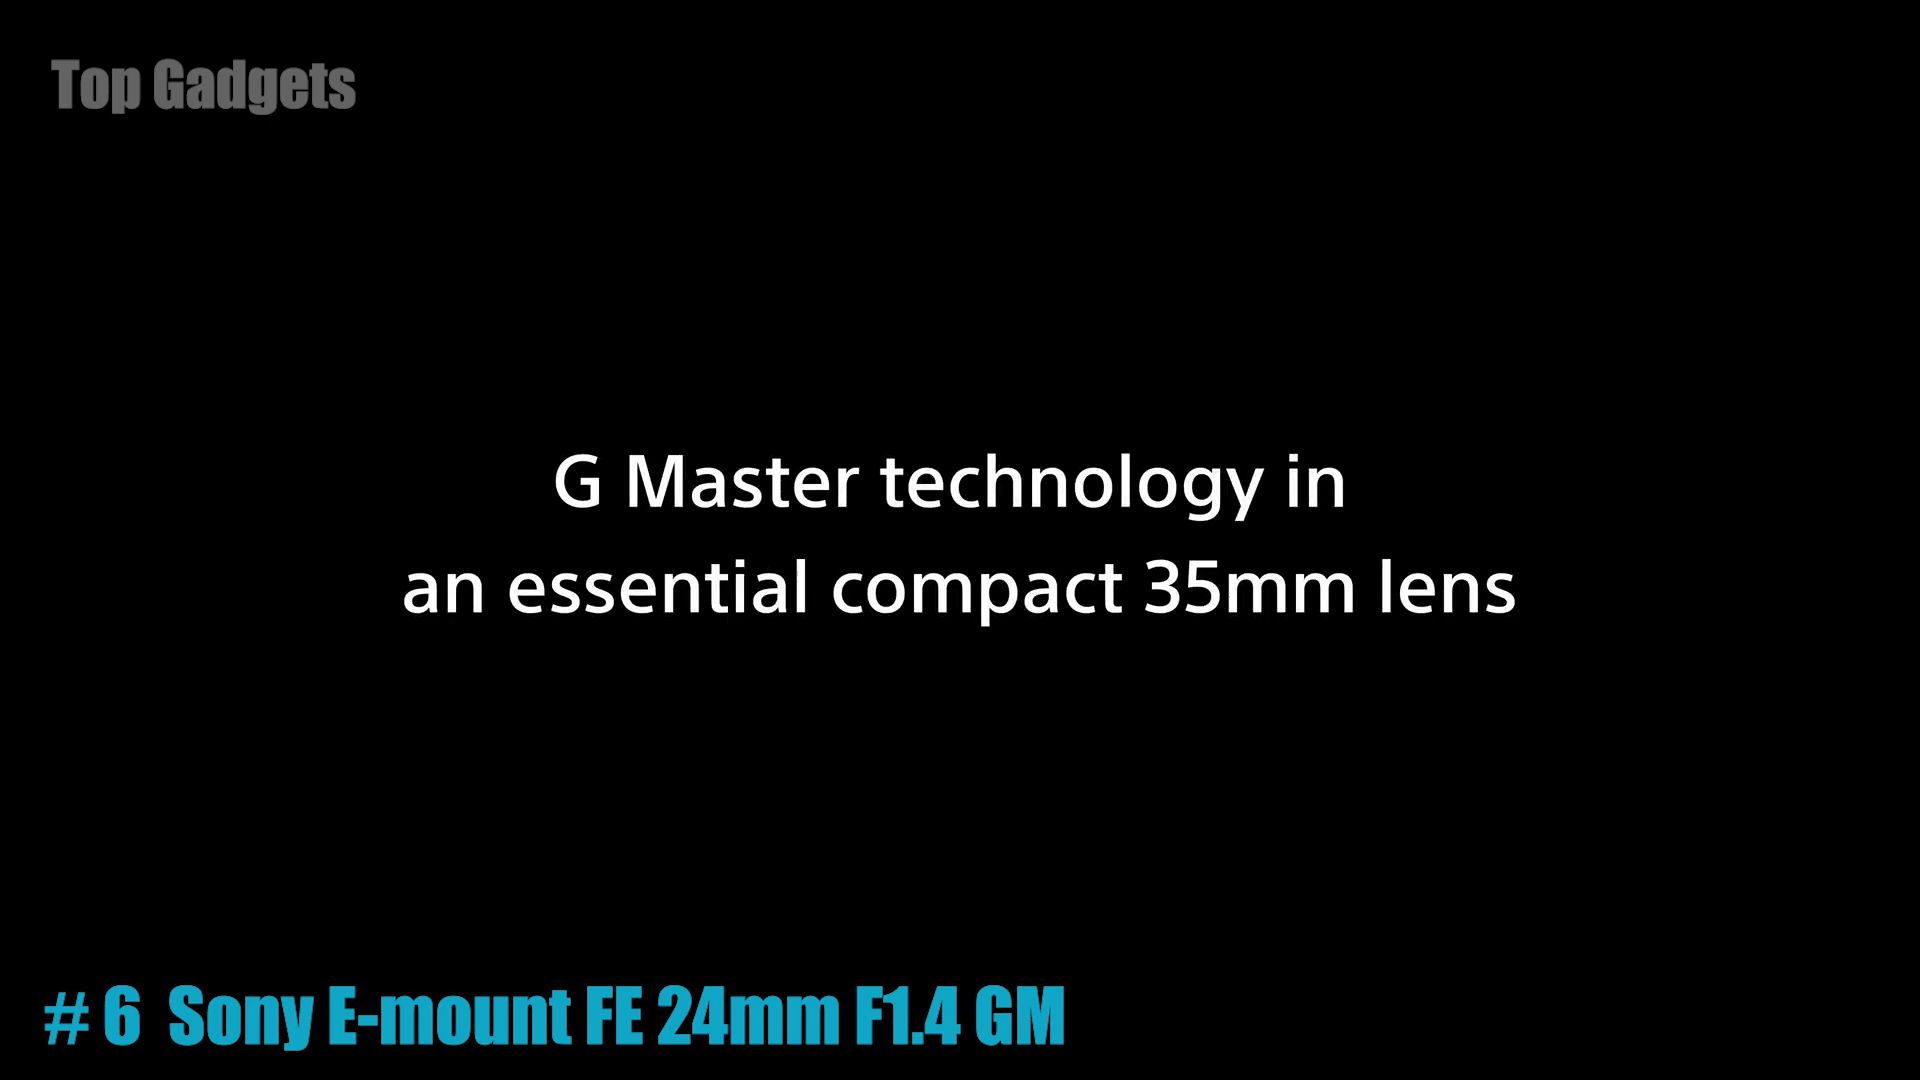 Top Gadgets
G Master technology in
an essential compact 35mm lens
# 6 Sony E-mount FE 24mm F1.4 GM